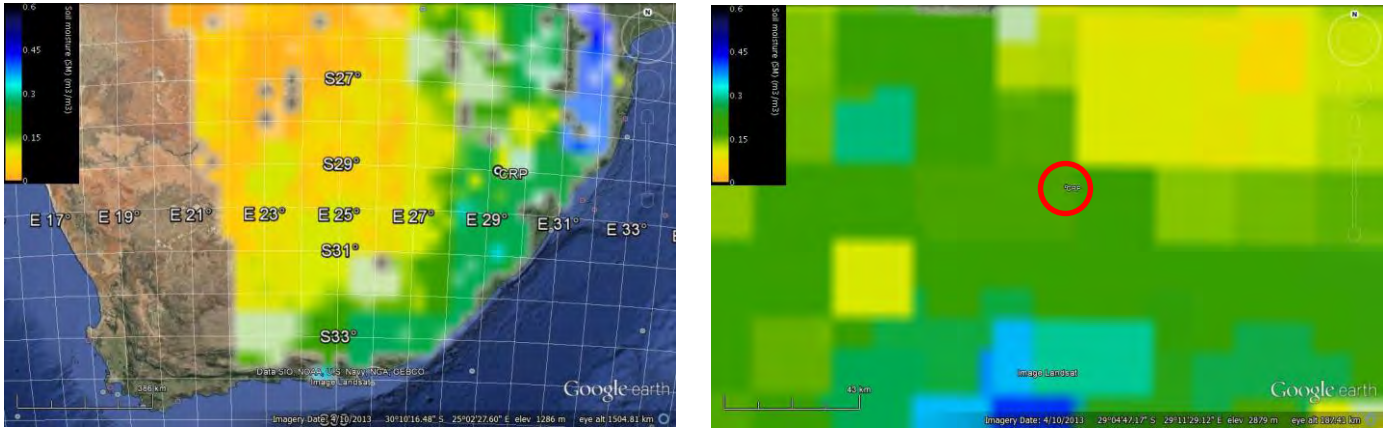 0.6
0.45
0.3
0.15
0
Soil moisture (SM) (m3/m3)
N
S27°
S29°
CRP
E 17° E 19° E 21° E 23° E 25° E 27° E 29° E 31° E 33°
S31°
S33°
Data SIO, NOAA, U.S. Navy, NGA, GEBCO
Image Landsat
386 km
Google earth
Imagery Date: 4/10/2013 30°10'16.48" S 25°02'27.60" E elev 1286 m eye alt 1504.81 km
0.6
0.45
0.3
0.15
0
Soil moisture (SM) (m3/m3)
N
CRP
Image Landsat
43 km
Google earth
Imagery Date: 4/10/2013 29°04'47.17" S 29°11'29.12" E elev 2879 m eye alt 187.43 km